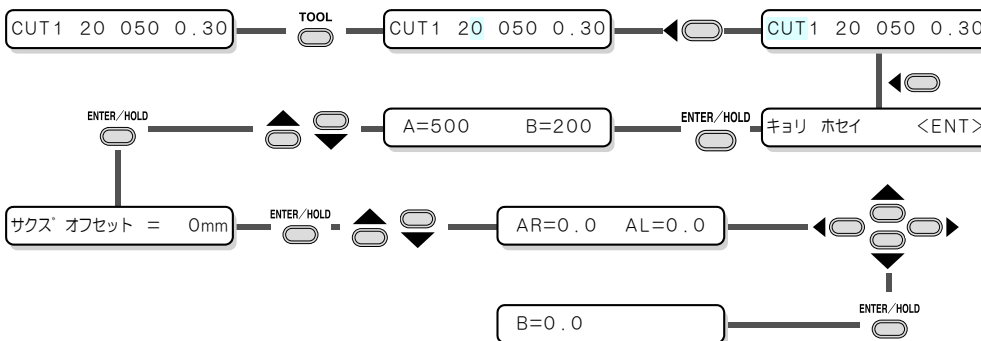 TOOL
CUT1 20 050 0.30
CUT1 20 050 0.30
CUT1 20 050 0.30
ENTER/HOLD
A=500 B=200
ENTER/HOLD
キョリ ホセイ <ENT>
サクズ オフセット = 0mm
ENTER/HOLD
AR=0.0 AL=0.0
ENTER/HOLD
B=0.0